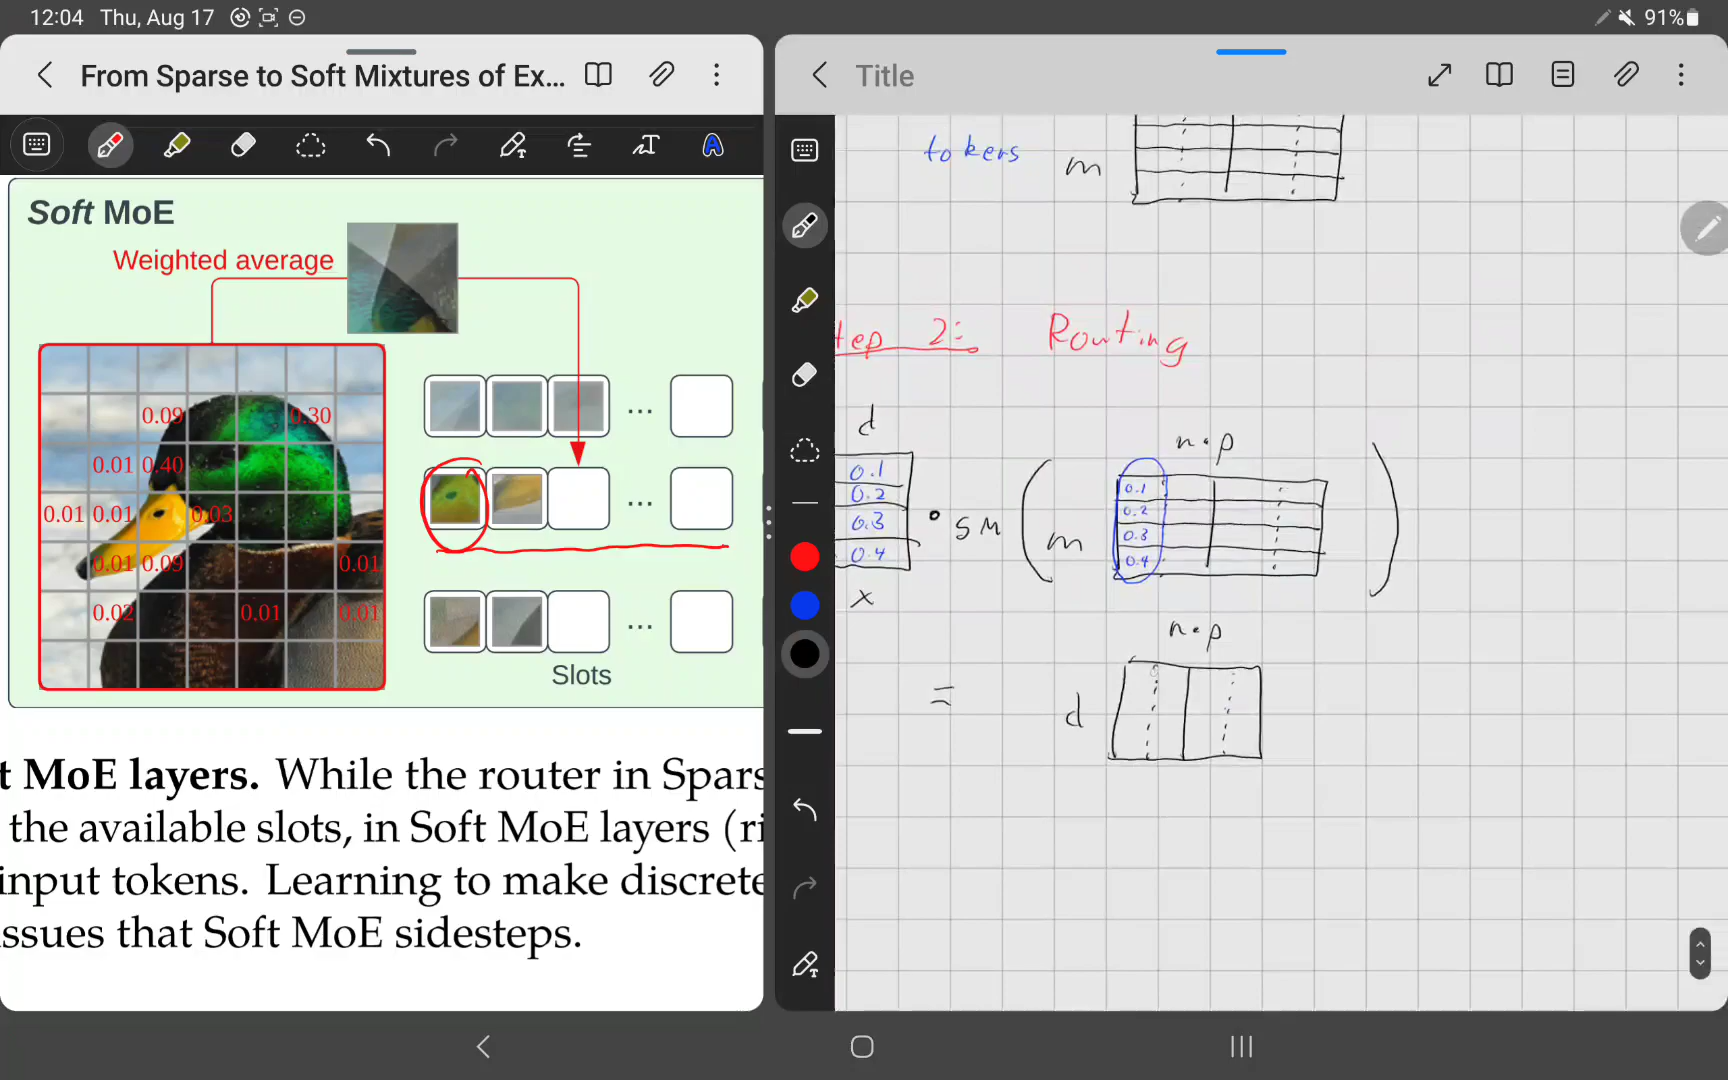 12:04 Thu, Aug 17
91%
From Sparse to Soft Mixtures of Ex...
Soft MoE
Weighted average
0.09 0.30
0.01 0.40
0.01 0.01 0.03
0.01 0.09 0.01
0.02 0.01 0.01
...
...
...
Slots
t MoE layers. While the router in Spars
the available slots, in Soft MoE layers (ri
input tokens. Learning to make discrete
issues that Soft MoE sidesteps.
Title
tokers m
tep 2: Routing
d
n·p
0.1
0.2
0.3
0.4
x
• SM ( m
0.1
0.2
0.3
0.4
)
n·p
= d